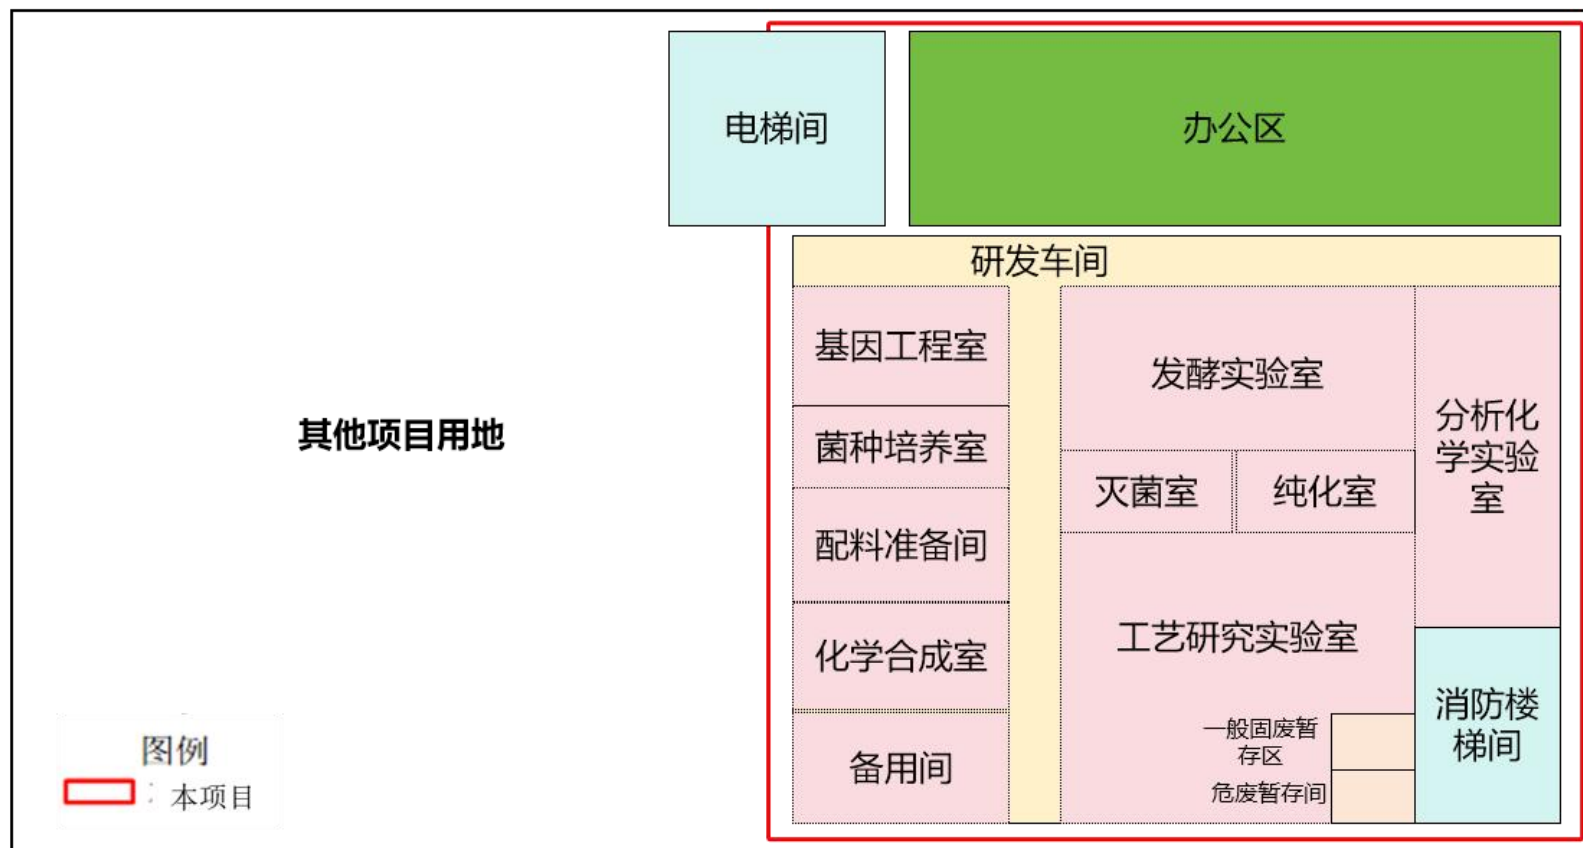 电梯间
办公区
研发车间
基因工程室
发酵实验室
分析化
学实验
室
其他项目用地
菌种培养室
灭菌室
纯化室
配料准备间
工艺研究实验室
化学合成室
消防楼
梯间
一般固废暂
存区
备用间
危废暂存间
图例
本项目